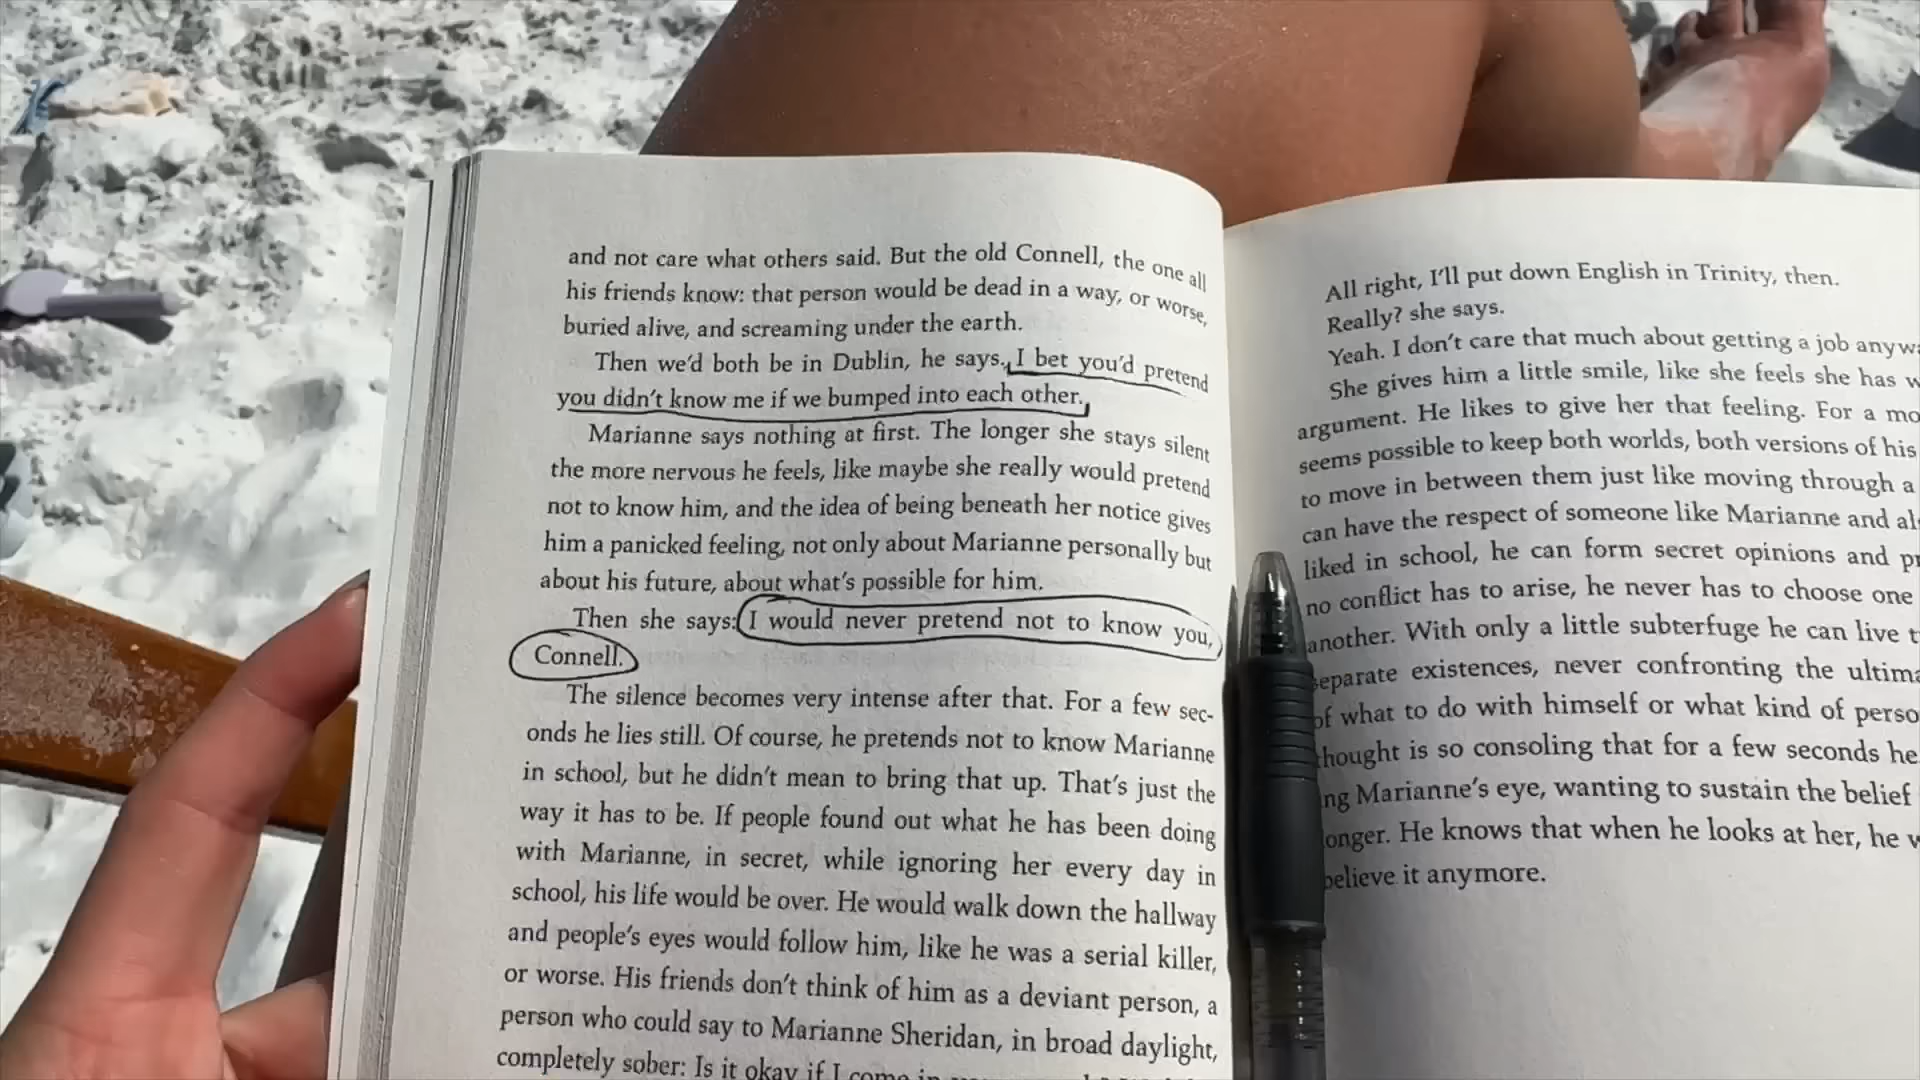 and not care what others said. But the old Connell, the one all
his friends know: that person would be dead in a way, or worse,
buried alive, and screaming under the earth.
Then we'd both be in Dublin, he says. I bet you'd pretend
you didn't know me if we bumped into each other.
Marianne says nothing at first. The longer she stays silent
the more nervous he feels, like maybe she really would pretend
not to know him, and the idea of being beneath her notice gives
him a panicked feeling, not only about Marianne personally but
about his future, about what's possible for him.
Then she says: I would never pretend not to know you,
Connell.
The silence becomes very intense after that. For a few sec-
onds he lies still. Of course, he pretends not to know Marianne
in school, but he didn't mean to bring that up. That's just the
way it has to be. If people found out what he has been doing
with Marianne, in secret, while ignoring her every day in
school, his life would be over. He would walk down the hallway
and people's eyes would follow him, like he was a serial killer,
or worse. His friends don't think of him as a deviant person, a
person who could say to Marianne Sheridan, in broad daylight,
completely sober: Is it okay if I come in
All right, I'll put down English in Trinity, then.
Really? she says.
Yeah. I don't care that much about getting a job
She gives him a little smile, like she feels she has
argument. He likes to give her that feeling. For a
seems possible to keep both worlds, both versions of his
to move in between them just like moving through a
can have the respect of someone like Marianne and
liked in school, he can form secret opinions and
no conflict has to arise, he never has to choose one
another. With only a little subterfuge he can live
separate existences, never confronting the
of what to do with himself or what kind of
thought is so consoling that for a few seconds he
Marianne's eye, wanting to sustain the belief
He knows that when he looks at her, he
believe it anymore.